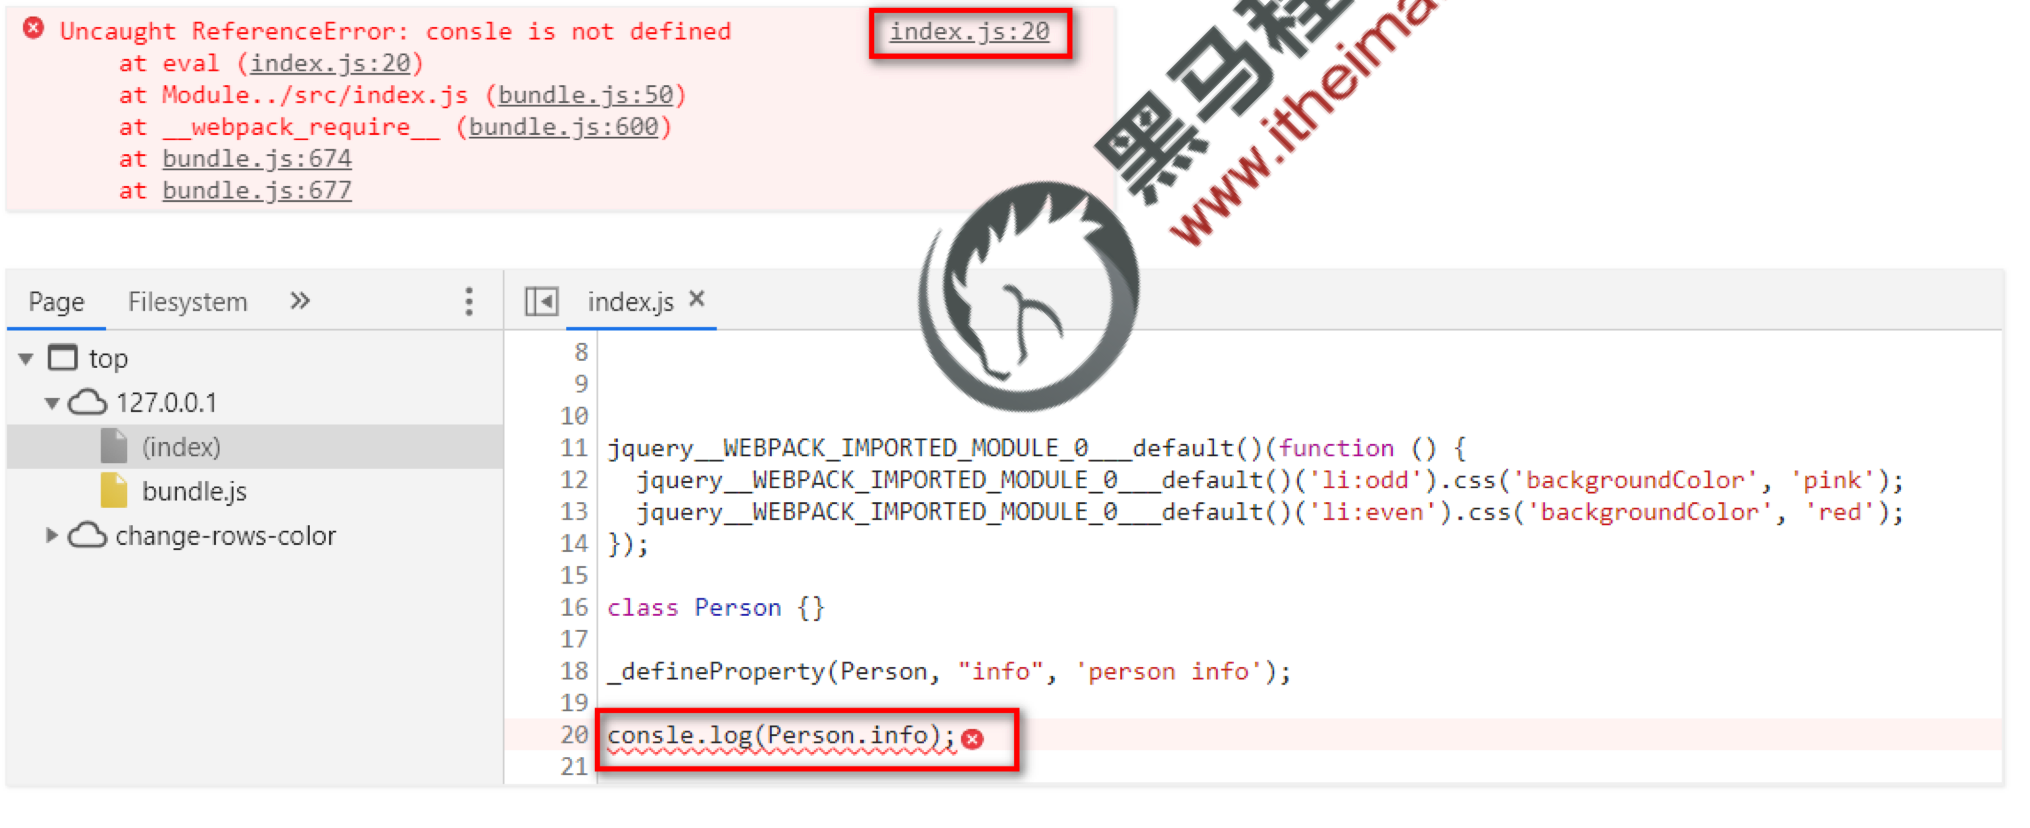 Uncaught ReferenceError: consle is not defined index.js:20
at eval (index.js:20)
at Module../src/index.js (bundle.js:50)
at __webpack_require__ (bundle.js:600)
at bundle.js:674
at bundle.js:677
黑马程
www.itheima
Page Filesystem » index.js ×
top
127.0.0.1
(index)
bundle.js
change-rows-color
8
9
10
11 jquery__WEBPACK_IMPORTED_MODULE_0___default()(function () {
12 jquery__WEBPACK_IMPORTED_MODULE_0___default()('li:odd').css('backgroundColor', 'pink');
13 jquery__WEBPACK_IMPORTED_MODULE_0___default()('li:even').css('backgroundColor', 'red');
14 });
15
16 class Person {}
17
18 _defineProperty(Person, "info", 'person info');
19
20 consle.log(Person.info);
21